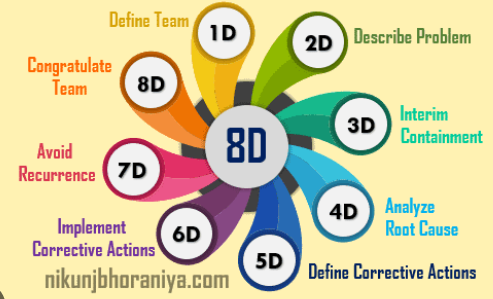 8D
1D
Define Team
2D
Describe Problem
3D
Interim
Containment
4D
Analyze
Root Cause
5D
Define Corrective Actions
6D
Implement
Corrective Actions
7D
Avoid
Recurrence
8D
Congratulate
Team
nikunjbhoraniya.com